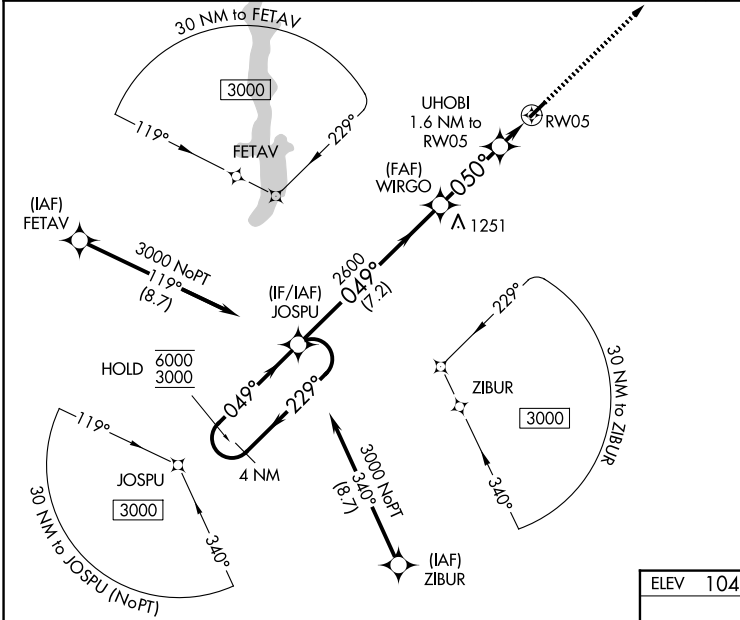 30 NM to FETAV
3000
119°
229°
FETAV
UHOBI
1.6 NM to
RW05
RW05
(FAF)
WIRGO
050°
1251
(IAF)
FETAV
3000 NoPT
119°
(8.7)
2600
049°
(7.2)
(IF/IAF)
JOSPU
HOLD
6000
3000
049°
229°
4 NM
229°
ZIBUR
3000
340°
30 NM to ZIBUR
119°
JOSPU
3000
340°
30 NM to JOSPU (NoPT)
3000 NoPT
340°
(8.7)
(IAF)
ZIBUR
ELEV 104